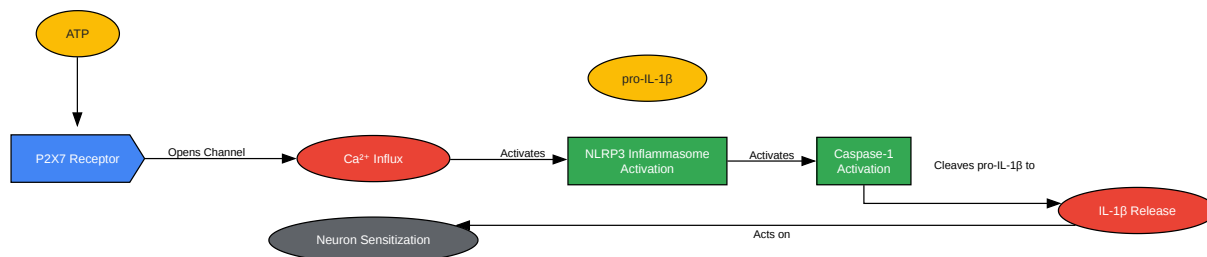 ATP
pro-IL-1β
P2X7 Receptor
Opens Channel
Ca²⁺ Influx
Activates
NLRP3 Inflammasome
Activation
Activates
Caspase-1
Activation
Cleaves pro-IL-1β to
IL-1β Release
Acts on
Neuron Sensitization